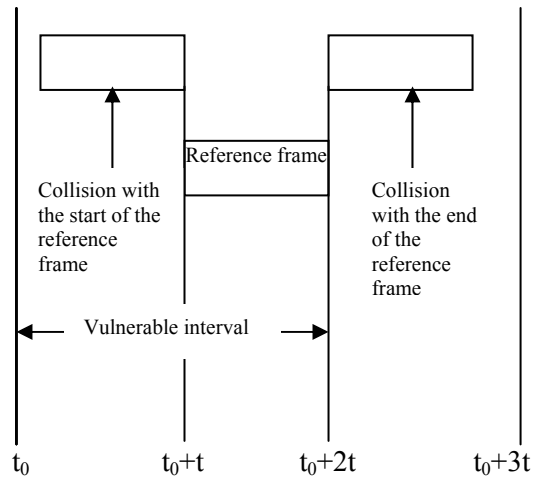 Reference frame
Collision with
the start of the
reference
frame
Collision
with the end
of the
reference
frame
Vulnerable interval
t₀
t₀+t
t₀+2t
t₀+3t